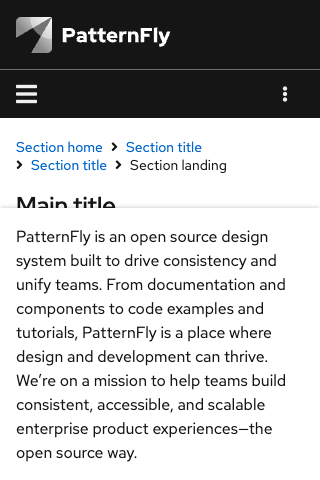 PatternFly
Section home > Section title
> Section title > Section landing
Main title
PatternFly is an open source design
system built to drive consistency and
unify teams. From documentation and
components to code examples and
tutorials, PatternFly is a place where
design and development can thrive.
We’re on a mission to help teams build
consistent, accessible, and scalable
enterprise product experiences—the
open source way.